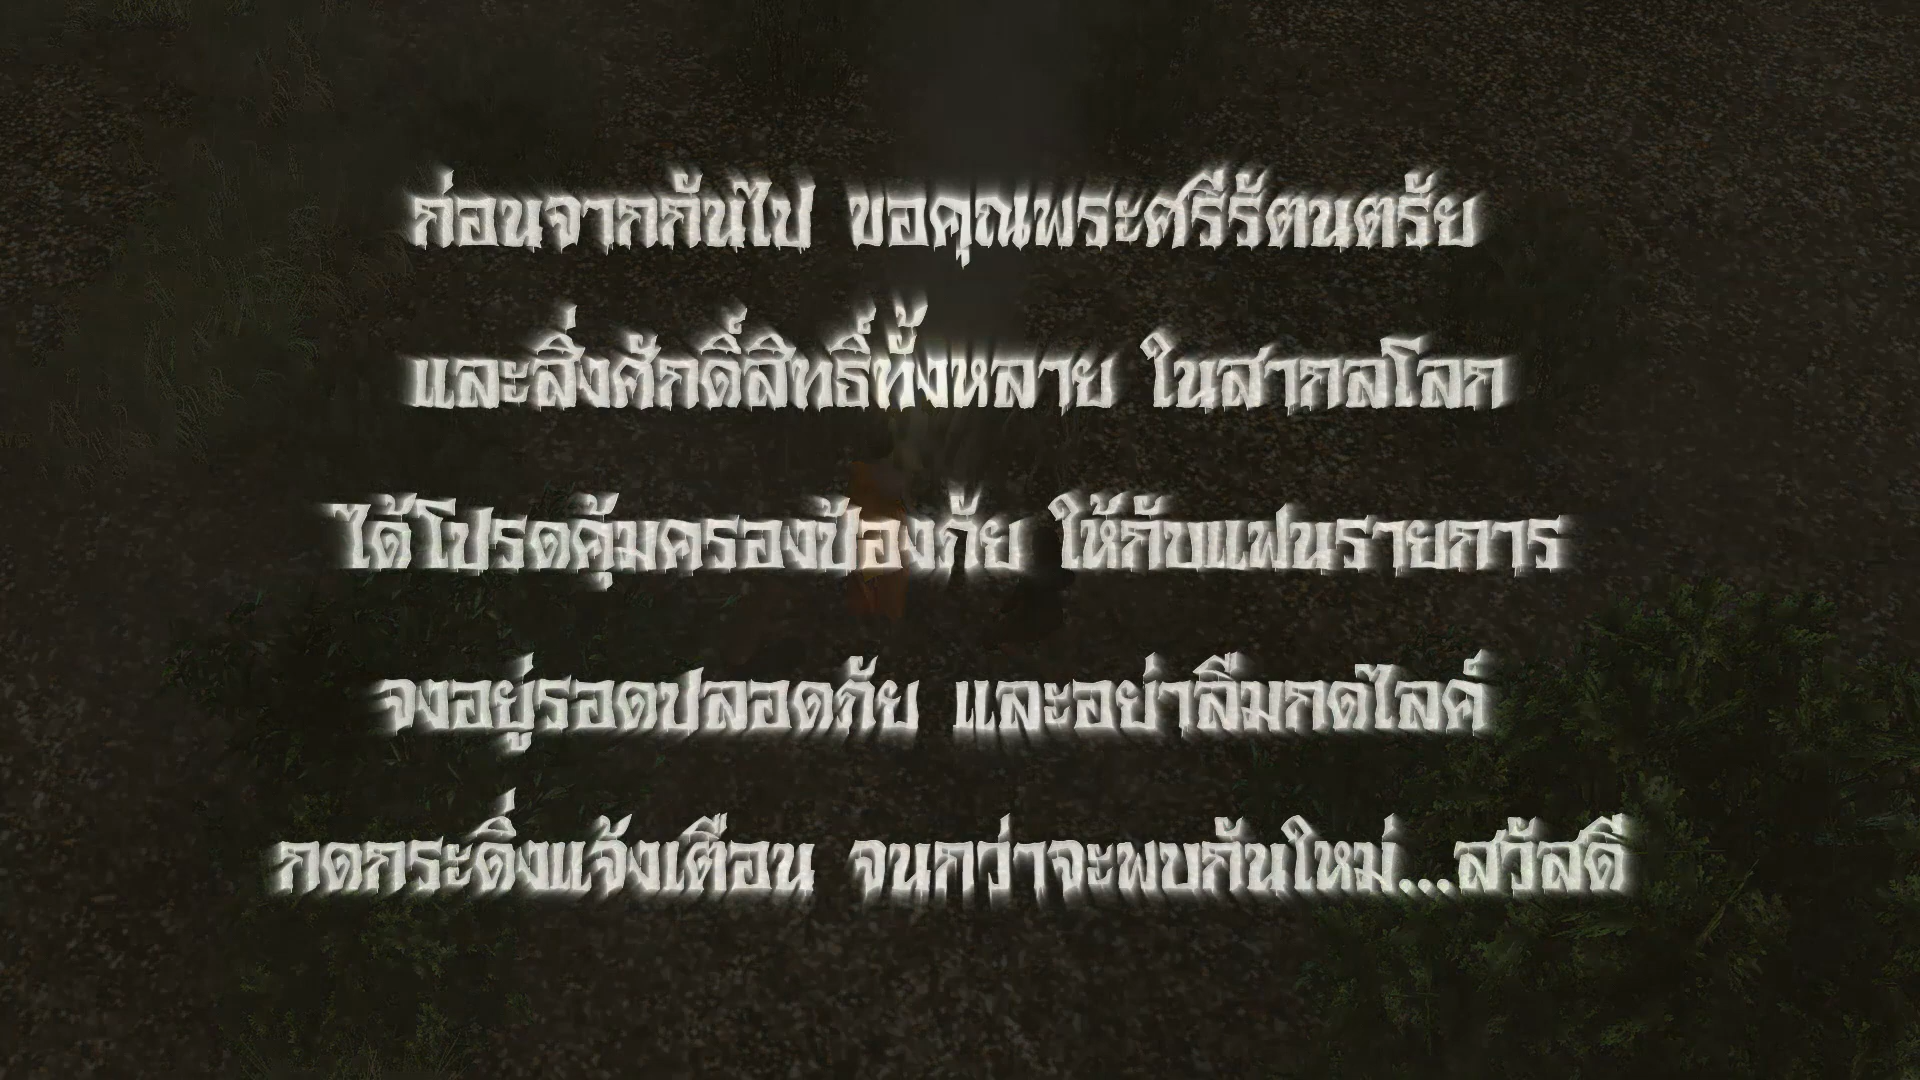 ก่อนจากกันไป ขอคุณพระศรีรัตนตรัย
และสิ่งศักดิ์สิทธิ์ทั้งหลาย ในสากลโลก
ได้โปรดคุ้มครองป้องภัย ให้กับแฟนรายการ
จงอยู่รอดปลอดภัย และอย่าลืมกดไลค์
กดกระดิ่งแจ้งเตือน จนกว่าจะพบกันใหม่...สวัสดี